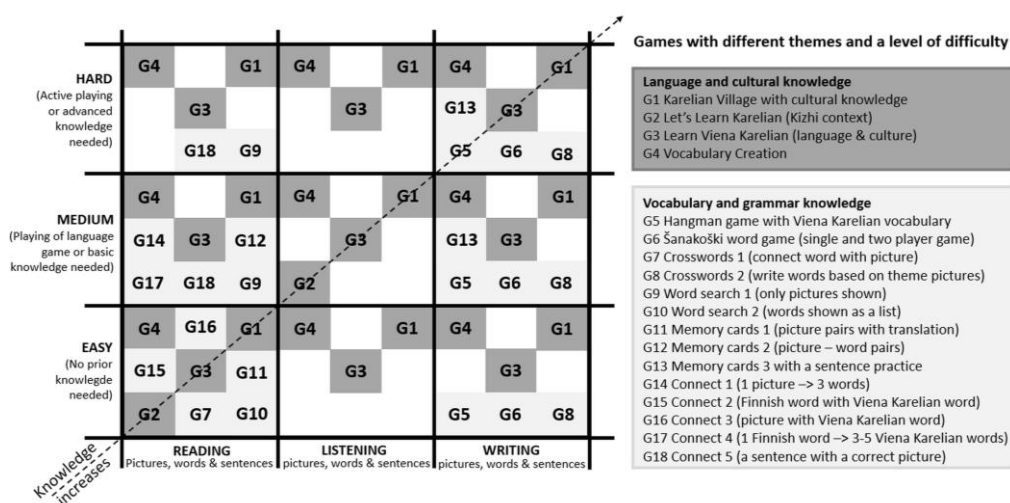 Games with different themes and a level of difficulty
Language and cultural knowledge
G1 Karelian Village with cultural knowledge
G2 Let's Learn Karelian (Kizhi context)
G3 Learn Viena Karelian (language & culture)
G4 Vocabulary Creation
Vocabulary and grammar knowledge
G5 Hangman game with Viena Karelian vocabulary
G6 Šanakoški word game (single and two player game)
G7 Crosswords 1 (connect word with picture)
G8 Crosswords 2 (write words based on theme pictures)
G9 Word search 1 (only pictures shown)
G10 Word search 2 (words shown as a list)
G11 Memory cards 1 (picture pairs with translation)
G12 Memory cards 2 (picture – word pairs)
G13 Memory cards 3 with a sentence practice
G14 Connect 1 (1 picture –> 3 words)
G15 Connect 2 (Finnish word with Viena Karelian word)
G16 Connect 3 (picture with Viena Karelian word)
G17 Connect 4 (1 Finnish word –> 3-5 Viena Karelian words)
G18 Connect 5 (a sentence with a correct picture)
HARD
(Active playing
or advanced
knowledge
needed)
G4 G1 G4 G1 G4 G1
G3 G3 G13 G3
G18 G9 G5 G6 G8
MEDIUM
(Playing of language
game or basic
knowledge needed)
G4 G1 G4 G1 G4 G1
G14 G3 G12 G3 G13 G3
G17 G18 G9 G2 G5 G6 G8
EASY
(No prior
knowlegde
needed)
G4 G16 G1 G4 G1 G4 G1
G15 G3 G11 G3 G3
G2 G7 G10 G5 G6 G8
READING
Pictures, words & sentences
LISTENING
pictures, words & sentences
WRITING
pictures, words & sentences
Knowledge
increases